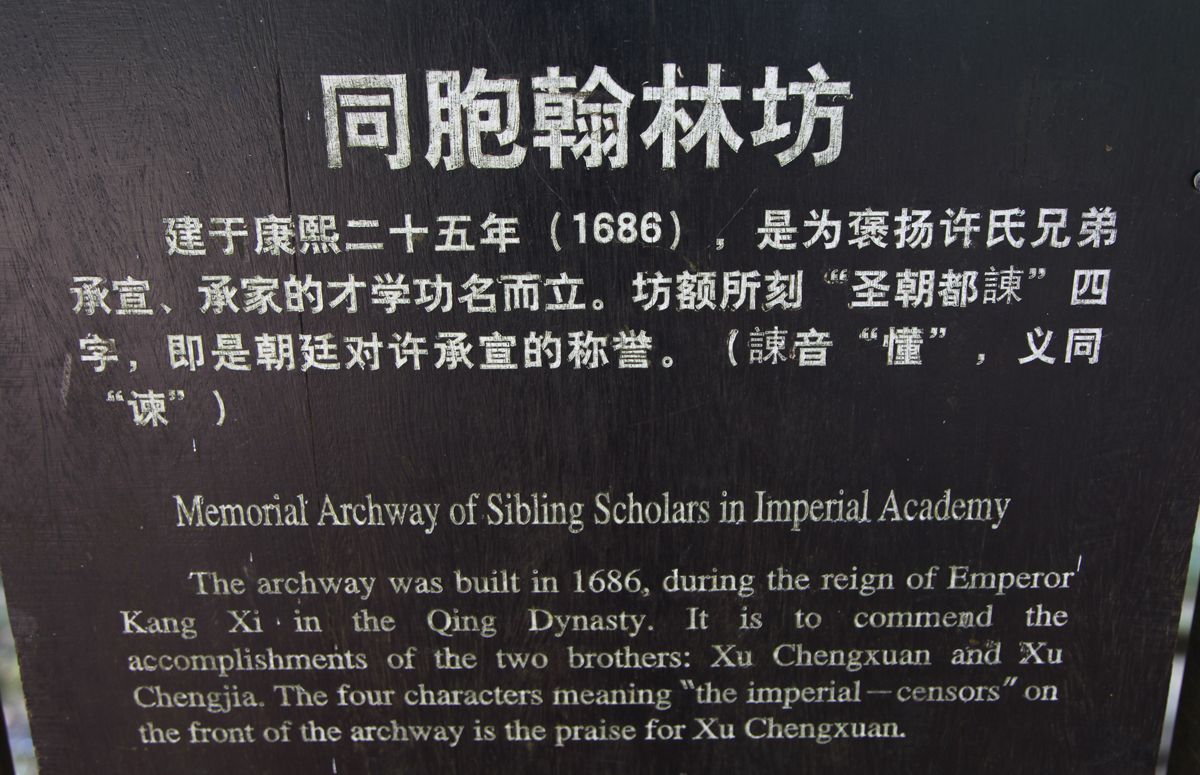 同胞翰林坊
建于康熙二十五年（1686），是为褒扬许氏兄弟
承宣、承家的才学功名而立。坊额所刻“圣朝都諌”四
字，即是朝廷对许承宣的称誉。（諌音“懂”，义同
“谏”）
Memorial Archway of Sibling Scholars in Imperial Academy
The archway was built in 1686, during the reign of Emperor
Kang Xi in the Qing Dynasty. It is to commend the
accomplishments of the two brothers: Xu Chengxuan and Xu
Chengjia. The four characters meaning "the imperial—censors" on
the front of the archway is the praise for Xu Chengxuan.